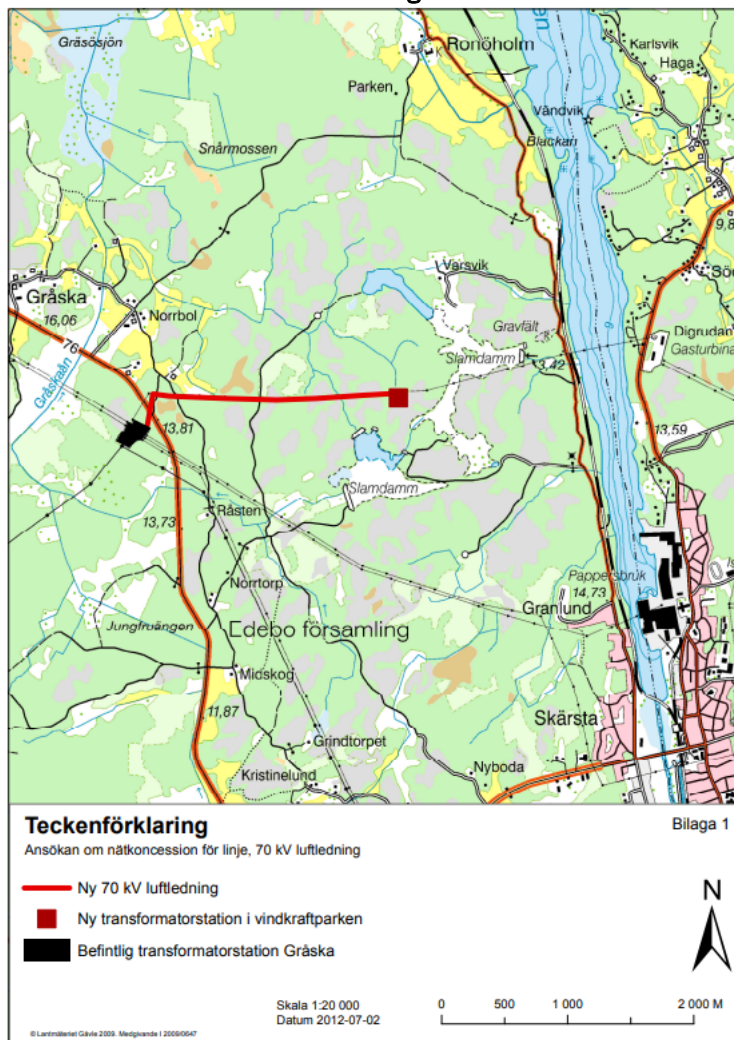 Gräsösjön
Ronöholm
Karlsvik
Haga
Parken
Vändvik
Blackan
Snårmossen
9,8
Varsvik
Gråska
Norrbol
16,06
76
Gråskaån
Gravfält
Slamdamm
3,42
Digrudan
Gasturbina
13,81
13,59
Slamdamm
13,73
Råsten
Norrtorp
Pappersbruk
14,73
Granlund
Jungfruängen
Edebo församling
Midskog
11,87
Skärsta
Grindtorpet
Kristinelund
Nyboda
Teckenförklaring
Bilaga 1
Ansökan om nätkoncession för linje, 70 kV luftledning
Ny 70 kV luftledning
N
Ny transformatorstation i vindkraftparken
Befintlig transformatorstation Gråska
Skala 1:20 000
Datum 2012-07-02
0 500 1 000 2 000 M
© Lantmäteriet Gävle 2009. Medgivande I 2009/0647